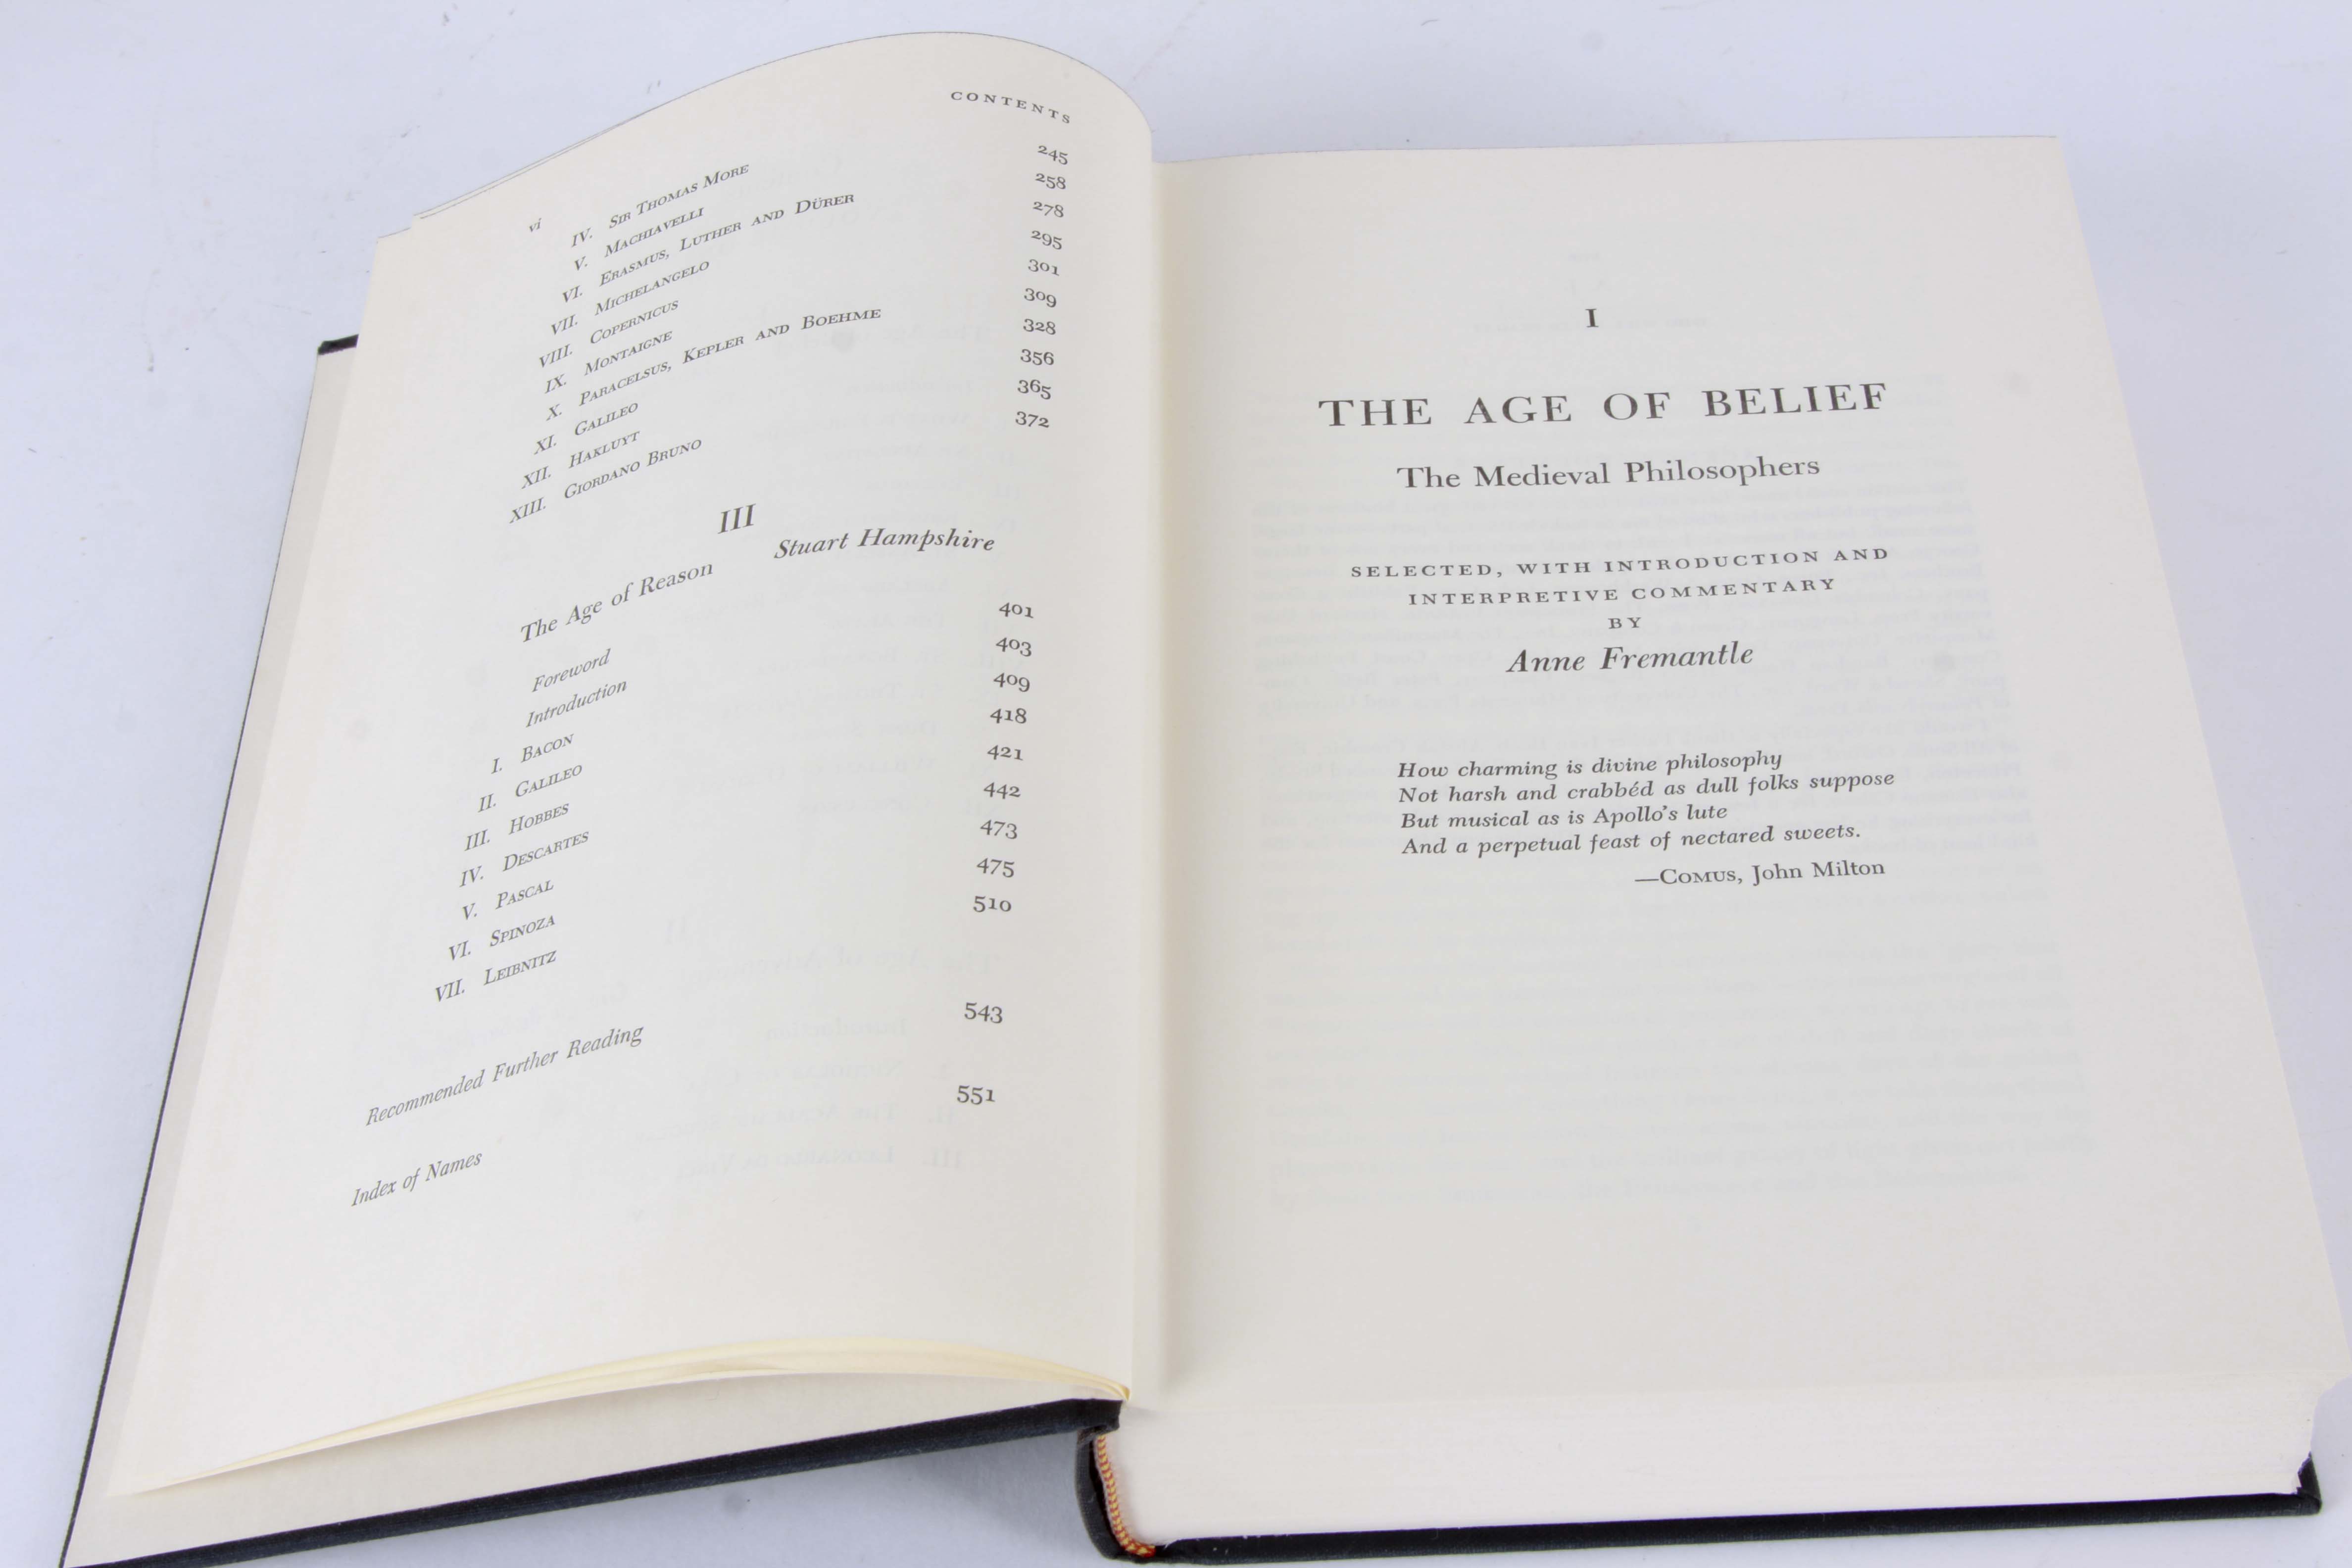 vi
CONTENTS
IV. SIR THOMAS MORE 245
V. MACHIAVELLI 258
VI. ERASMUS, LUTHER AND DÜRER 278
VII. MICHELANGELO 295
VIII. COPERNICUS 301
IX. MONTAIGNE 309
X. PARACELSUS, KEPLER AND BOEHME 328
XI. GALILEO 356
XII. HAKLUYT 365
XIII. GIORDANO BRUNO 372
III
The Age of Reason Stuart Hampshire
Foreword 401
Introduction 403
I. BACON 409
II. GALILEO 418
III. HOBBES 421
IV. DESCARTES 442
V. PASCAL 473
VI. SPINOZA 475
VII. LEIBNITZ 510
Recommended Further Reading 543
Index of Names 551
I
THE AGE OF BELIEF
The Medieval Philosophers
SELECTED, WITH INTRODUCTION AND
INTERPRETIVE COMMENTARY
BY
Anne Fremantle
How charming is divine philosophy
Not harsh and crabbéd as dull folks suppose
But musical as is Apollo's lute
And a perpetual feast of nectared sweets.
—COMUS, John Milton